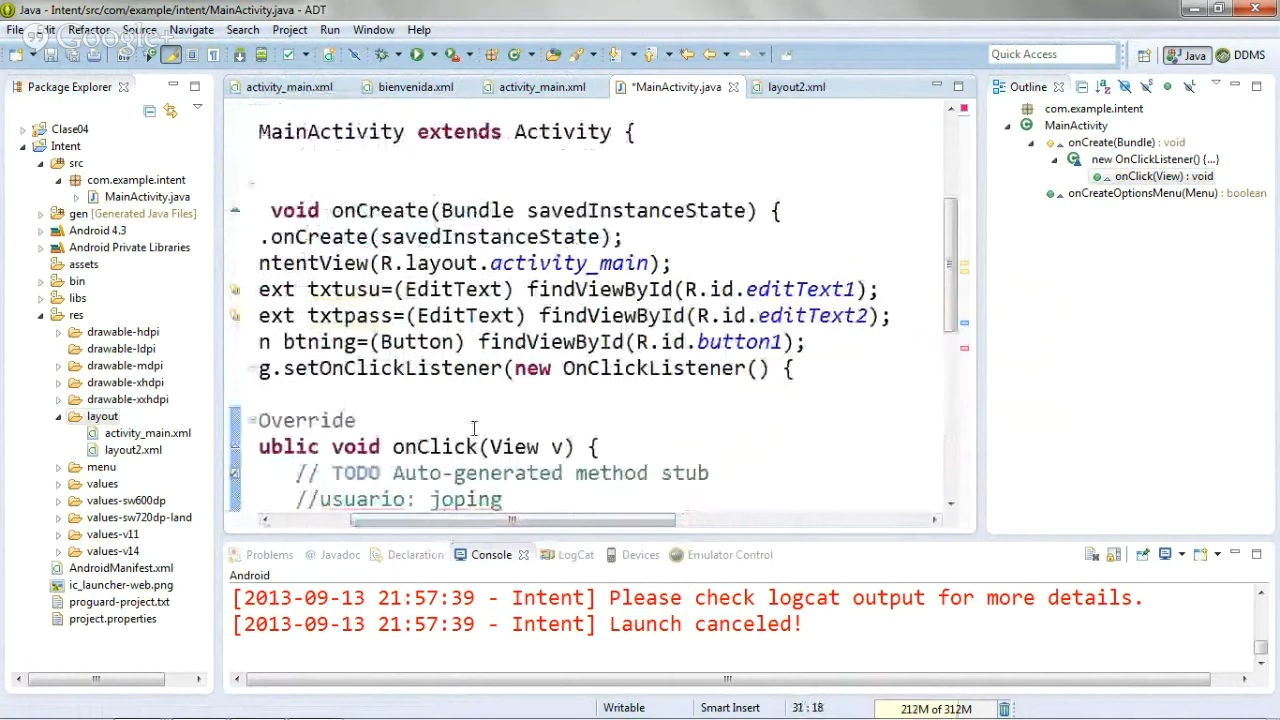 Java - Intent/src/com/example/intent/MainActivity.java - ADT
File Edit Refactor Source Navigate Search Project Run Window Help
Google+
Quick Access
Java
DDMS
Package Explorer
activity_main.xml
bienvenida.xml
activity_main.xml
*MainActivity.java
layout2.xml
Outline
Clase04
Intent
src
com.example.intent
MainActivity.java
gen [Generated Java Files]
Android 4.3
Android Private Libraries
assets
bin
libs
res
drawable-hdpi
drawable-ldpi
drawable-mdpi
drawable-xhdpi
drawable-xxhdpi
layout
activity_main.xml
layout2.xml
menu
values
values-sw600dp
values-sw720dp-land
values-v11
values-v14
AndroidManifest.xml
ic_launcher-web.png
proguard-project.txt
project.properties
MainActivity extends Activity {
void onCreate(Bundle savedInstanceState) {
.onCreate(savedInstanceState);
ntentView(R.layout.activity_main);
ext txtusu=(EditText) findViewById(R.id.editText1);
ext txtpass=(EditText) findViewById(R.id.editText2);
n btning=(Button) findViewById(R.id.button1);
g.setOnClickListener(new OnClickListener() {
Override
ublic void onClick(View v) {
// TODO Auto-generated method stub
//usuario: joping
com.example.intent
MainActivity
onCreate(Bundle) : void
new OnClickListener() {...}
onClick(View) : void
onCreateOptionsMenu(Menu) : boolean
Problems
Javadoc
Declaration
Console
LogCat
Devices
Emulator Control
Android
[2013-09-13 21:57:39 - Intent] Please check logcat output for more details.
[2013-09-13 21:57:39 - Intent] Launch canceled!
Writable
Smart Insert
31 : 18
212M of 312M